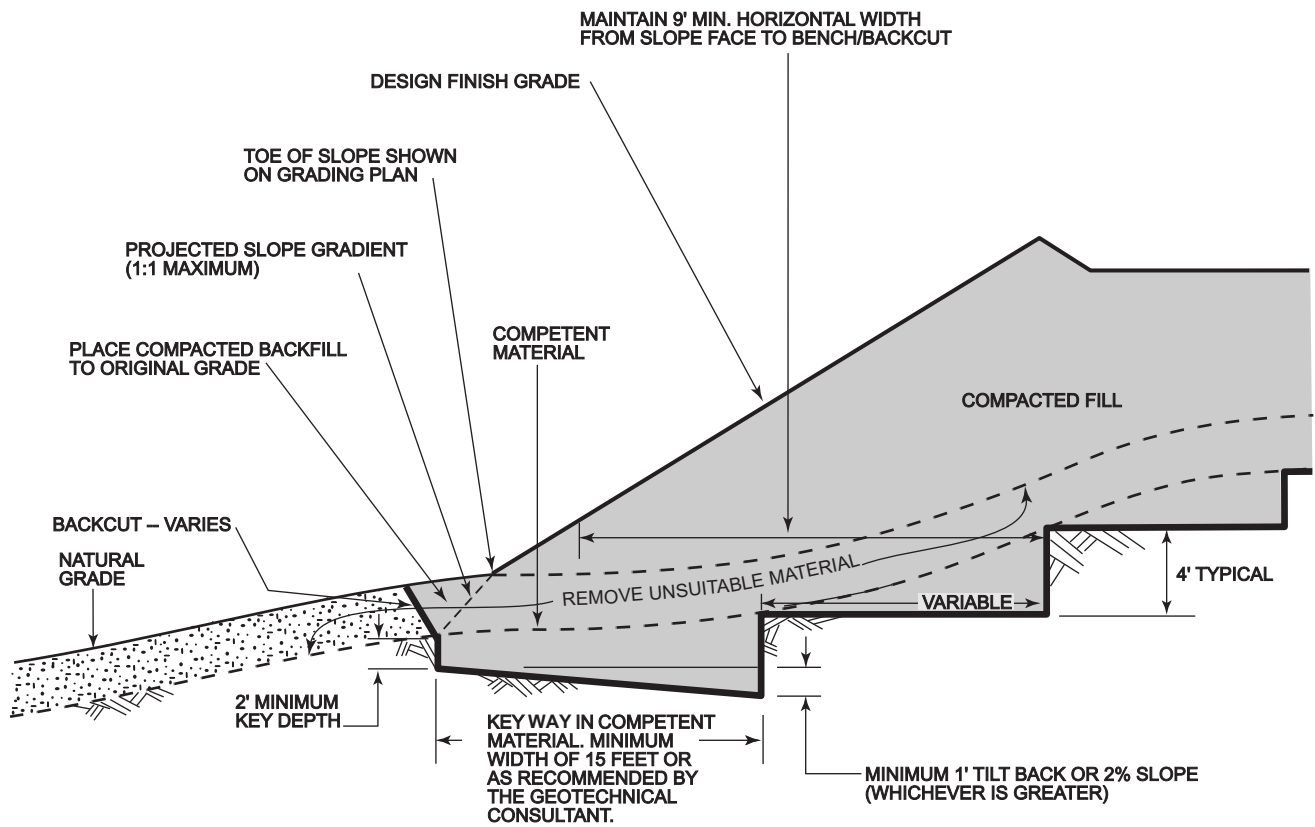 MAINTAIN 9' MIN. HORIZONTAL WIDTH
FROM SLOPE FACE TO BENCH/BACKCUT
DESIGN FINISH GRADE
TOE OF SLOPE SHOWN
ON GRADING PLAN
PROJECTED SLOPE GRADIENT
(1:1 MAXIMUM)
COMPETENT
MATERIAL
PLACE COMPACTED BACKFILL
TO ORIGINAL GRADE
COMPACTED FILL
BACKCUT – VARIES
NATURAL
GRADE
REMOVE UNSUITABLE MATERIAL
4' TYPICAL
VARIABLE
2' MINIMUM
KEY DEPTH
KEY WAY IN COMPETENT
MATERIAL. MINIMUM
WIDTH OF 15 FEET OR
AS RECOMMENDED BY
THE GEOTECHNICAL
CONSULTANT.
MINIMUM 1' TILT BACK OR 2% SLOPE
(WHICHEVER IS GREATER)